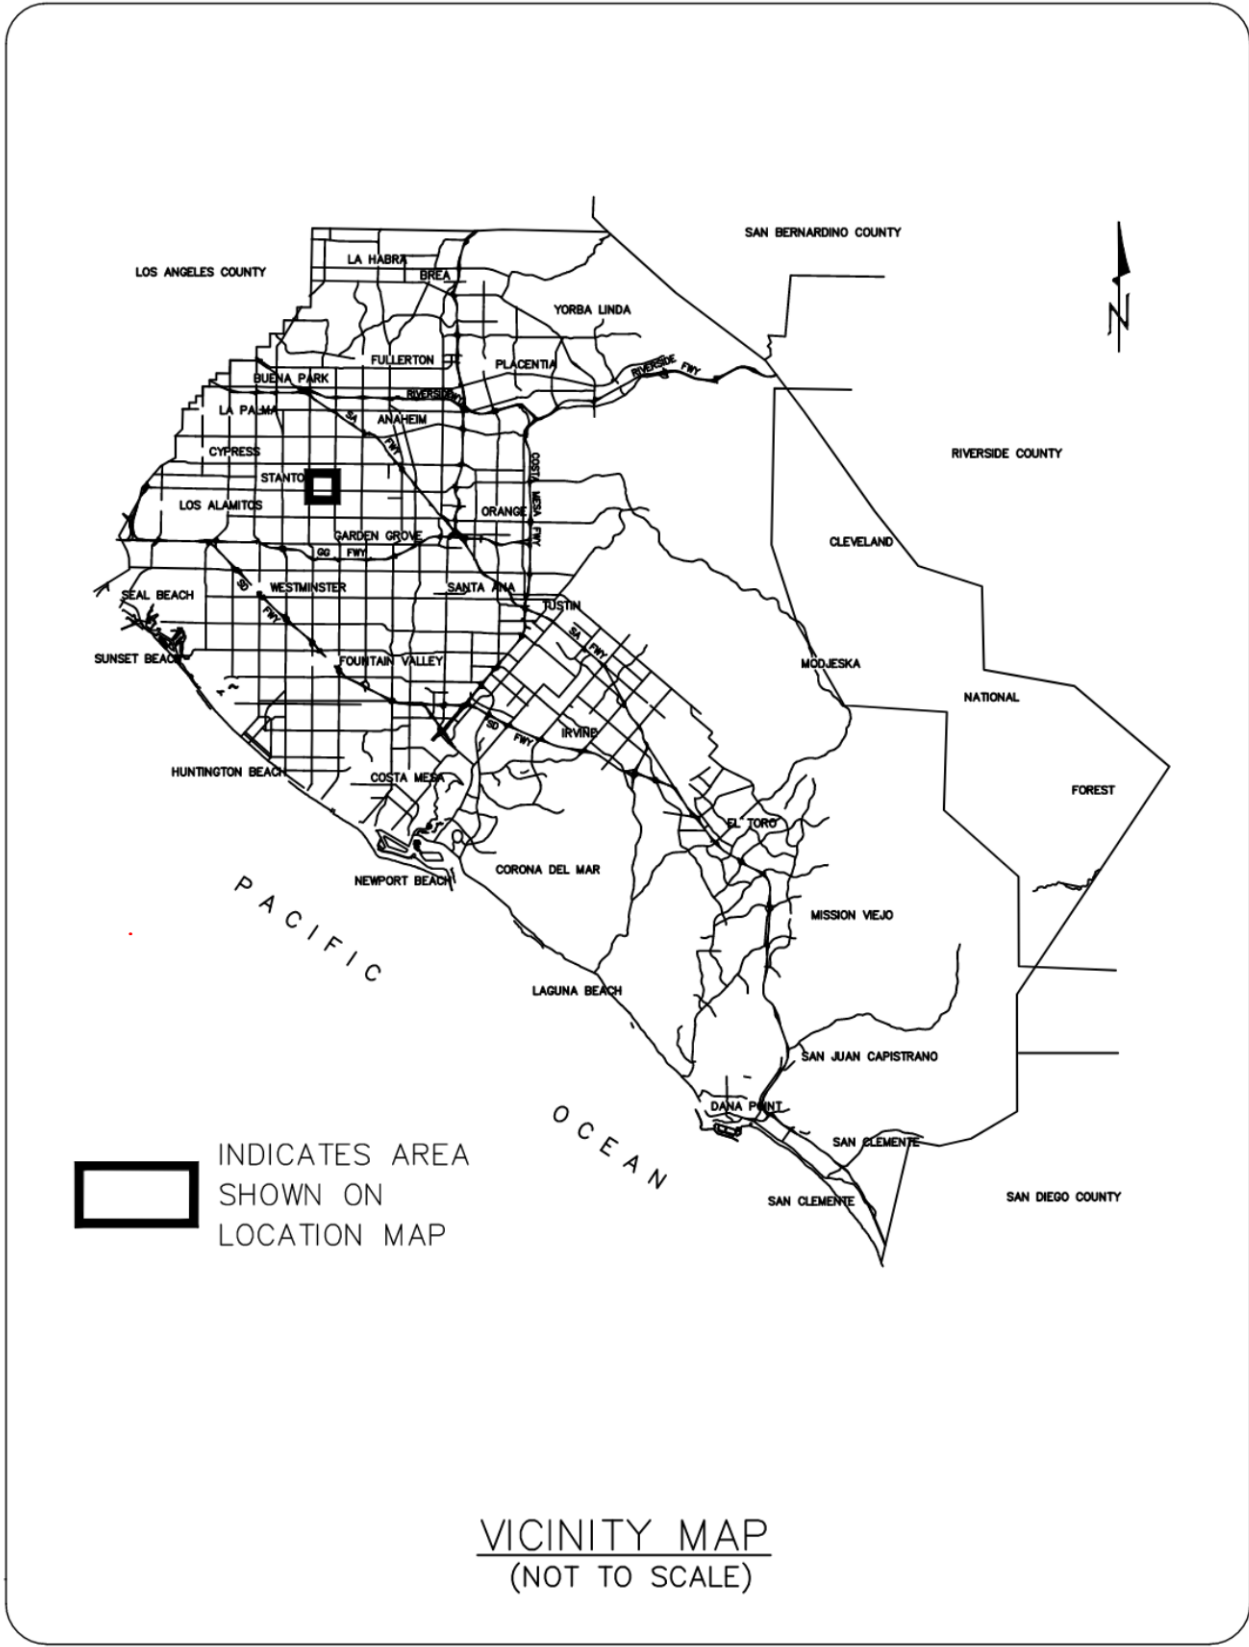 SAN BERNARDINO COUNTY
LOS ANGELES COUNTY
LA HABRA
BREA
YORBA LINDA
FULLERTON
PLACENTIA
RIVERSIDE FWY
BUENA PARK
RIVERSIDE FWY
LA PALMA
SA FWY
ANAHEIM
CYPRESS
COSTA MESA FWY
RIVERSIDE COUNTY
STANTO
LOS ALAMITOS
ORANGE
GARDEN GROVE
GG FWY
CLEVELAND
SD FWY
WESTMINSTER
SANTA ANA
SEAL BEACH
TUSTIN
SA FWY
SUNSET BEACH
FOUNTAIN VALLEY
MODJESKA
NATIONAL
SD FWY
IRVINE
HUNTINGTON BEACH
COSTA MESA
FOREST
EL TORO
NEWPORT BEACH
CORONA DEL MAR
PACIFIC
MISSION VIEJO
LAGUNA BEACH
SAN JUAN CAPISTRANO
DANA POINT
OCEAN
SAN CLEMENTE
SAN CLEMENTE
SAN DIEGO COUNTY
N
INDICATES AREA
SHOWN ON
LOCATION MAP
VICINITY MAP
(NOT TO SCALE)